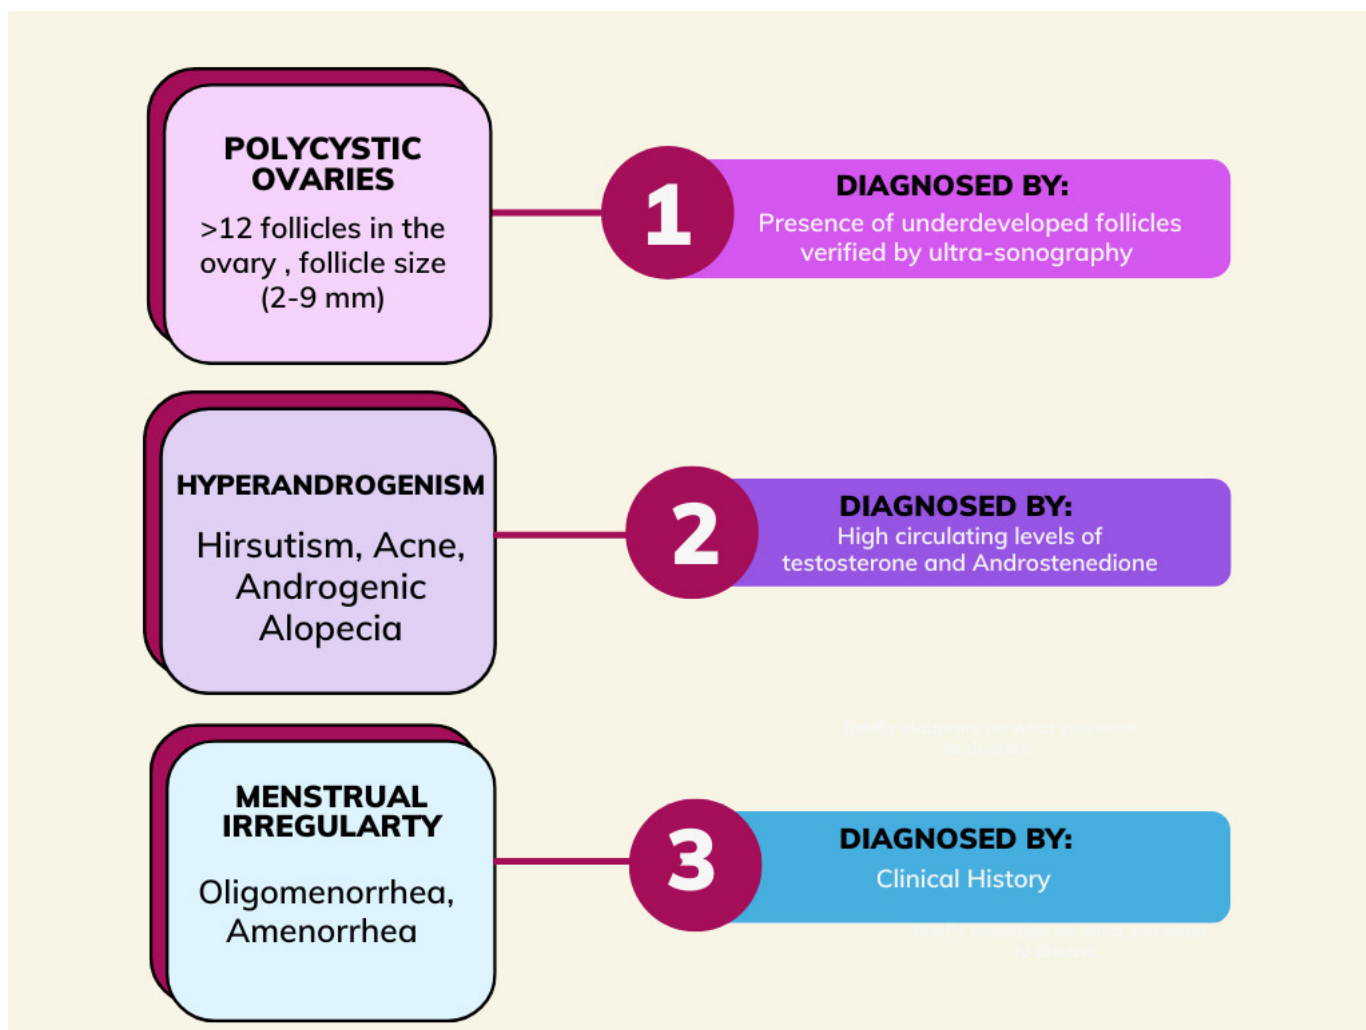 POLYCYSTIC
OVARIES
>12 follicles in the
ovary , follicle size
(2-9 mm)
1
DIAGNOSED BY:
Presence of underdeveloped follicles
verified by ultra-sonography
HYPERANDROGENISM
Hirsutism, Acne,
Androgenic
Alopecia
2
DIAGNOSED BY:
High circulating levels of
testosterone and Androstenedione
MENSTRUAL
IRREGULARTY
Oligomenorrhea,
Amenorrhea
3
DIAGNOSED BY:
Clinical History